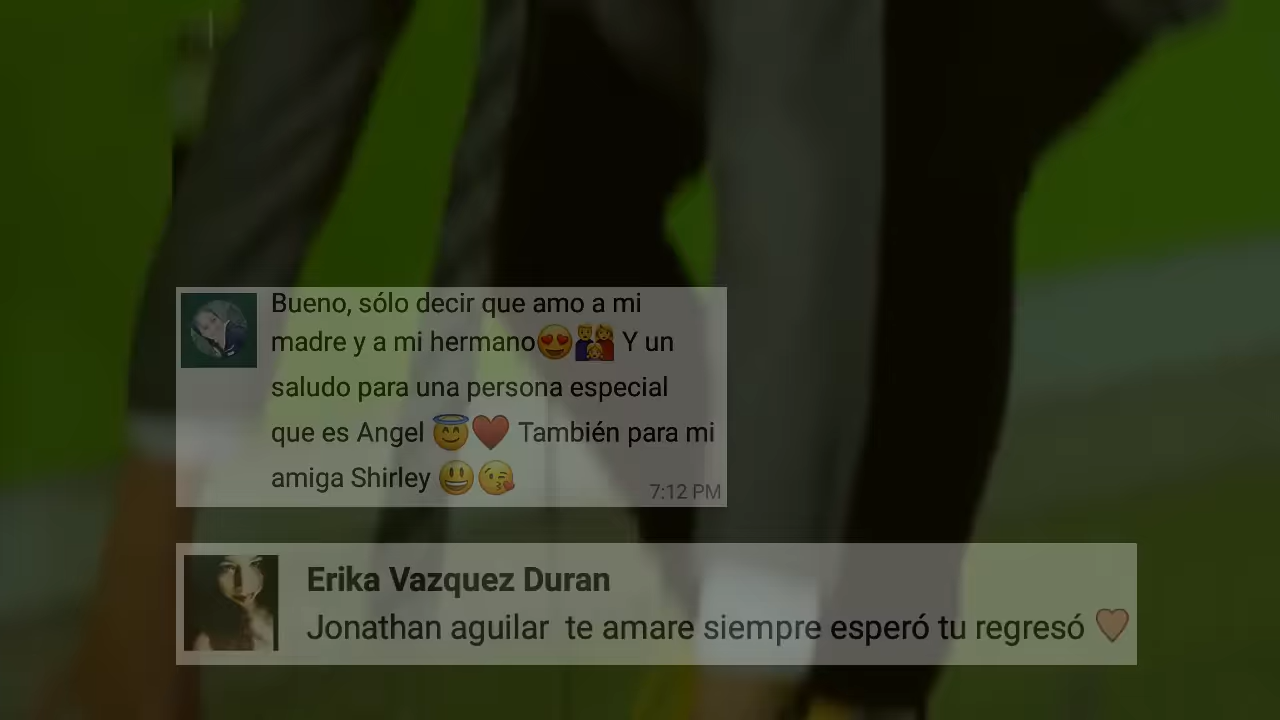 Bueno, sólo decir que amo a mi
madre y a mi hermano😍👨‍👩‍👧 Y un
saludo para una persona especial
que es Angel 😇❤️ También para mi
amiga Shirley 😃😘
7:12 PM
Erika Vazquez Duran
Jonathan aguilar te amare siempre esperó tu regresó ❤️